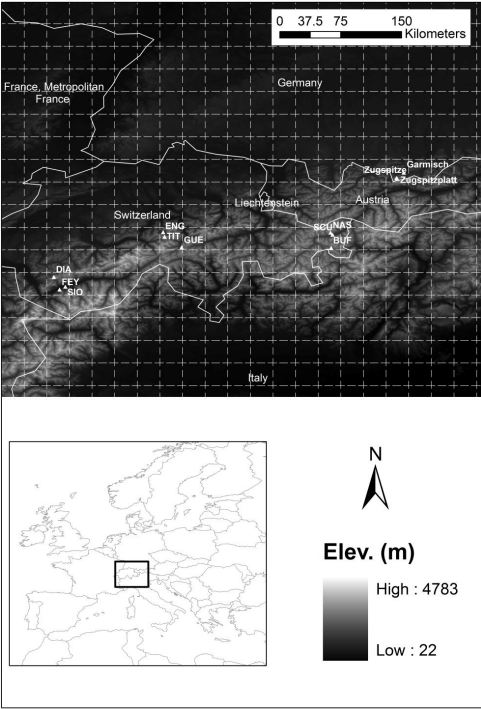 0 37.5 75 150
Kilometers
Germany
France, Metropolitan
France
Garmisch
Zugspitze
Zugspitzplatt
Austria
Liechtenstein
Switzerland
ENG
TIT
GUE
SCU NAS
BUF
DIA
FEY
SIO
Italy
N
Elev. (m)
High : 4783
Low : 22